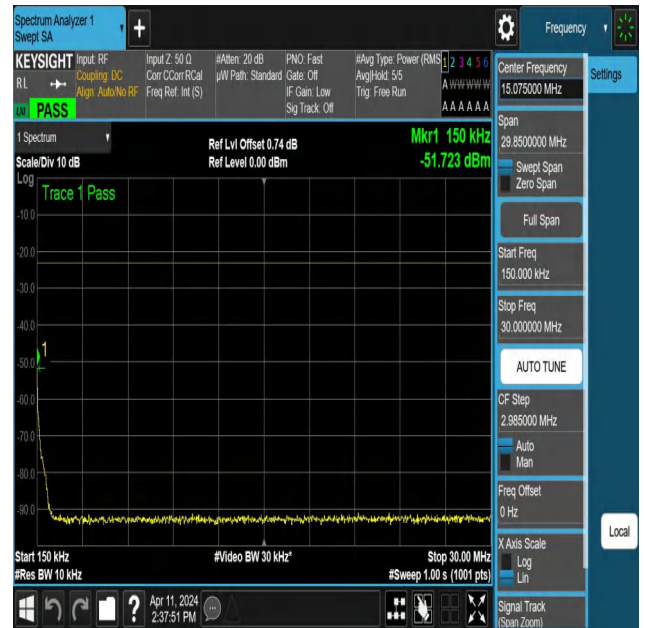 Spectrum Analyzer 1
Swept SA
+
Frequency
KEYSIGHT
RL
LXI
PASS
Input: RF
Coupling: DC
Align: Auto/No RF
Input Z: 50 Ω
Corr CCorr RCal
Freq Ref: Int (S)
#Atten: 20 dB
µW Path: Standard
PNO: Fast
Gate: Off
IF Gain: Low
Sig Track: Off
#Avg Type: Power (RMS
Avg|Hold: 5/5
Trig: Free Run
1 2 3 4 5 6
A W W W W W
A A A A A A
Center Frequency
15.075000 MHz
Settings
Span
29.8500000 MHz
Swept Span
Zero Span
Full Span
Start Freq
150.000 kHz
Stop Freq
30.000000 MHz
AUTO TUNE
CF Step
2.985000 MHz
Auto
Man
Freq Offset
0 Hz
X Axis Scale
Log
Lin
Signal Track
(Span Zoom)
Local
1 Spectrum
Scale/Div 10 dB
Log
Ref Lvl Offset 0.74 dB
Ref Level 0.00 dBm
Mkr1 150 kHz
-51.723 dBm
Trace 1 Pass
-10.0
-20.0
-30.0
-40.0
1
-50.0
-60.0
-70.0
-80.0
-90.0
Start 150 kHz
#Res BW 10 kHz
#Video BW 30 kHz*
Stop 30.00 MHz
#Sweep 1.00 s (1001 pts)
?
Apr 11, 2024
2:37:51 PM